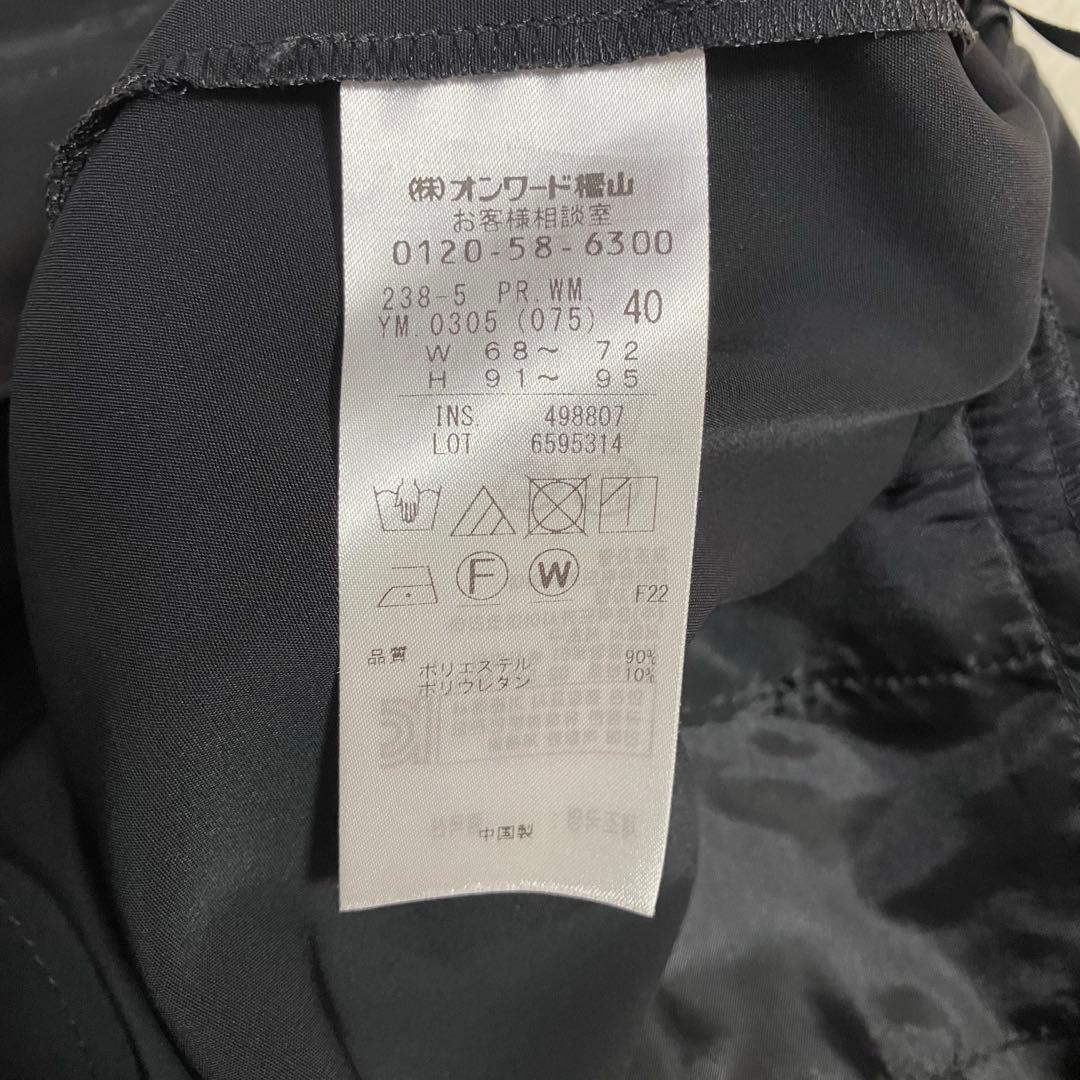 (株)オンワード樫山
お客様相談室
0120-58-6300
238-5 PR.WM.
YM.0305(075) 40
W 68～ 72
H 91～ 95
INS. 498807
LOT 6595314
F
W
F22
品質 ポリエステル 90%
ポリウレタン 10%
中国製